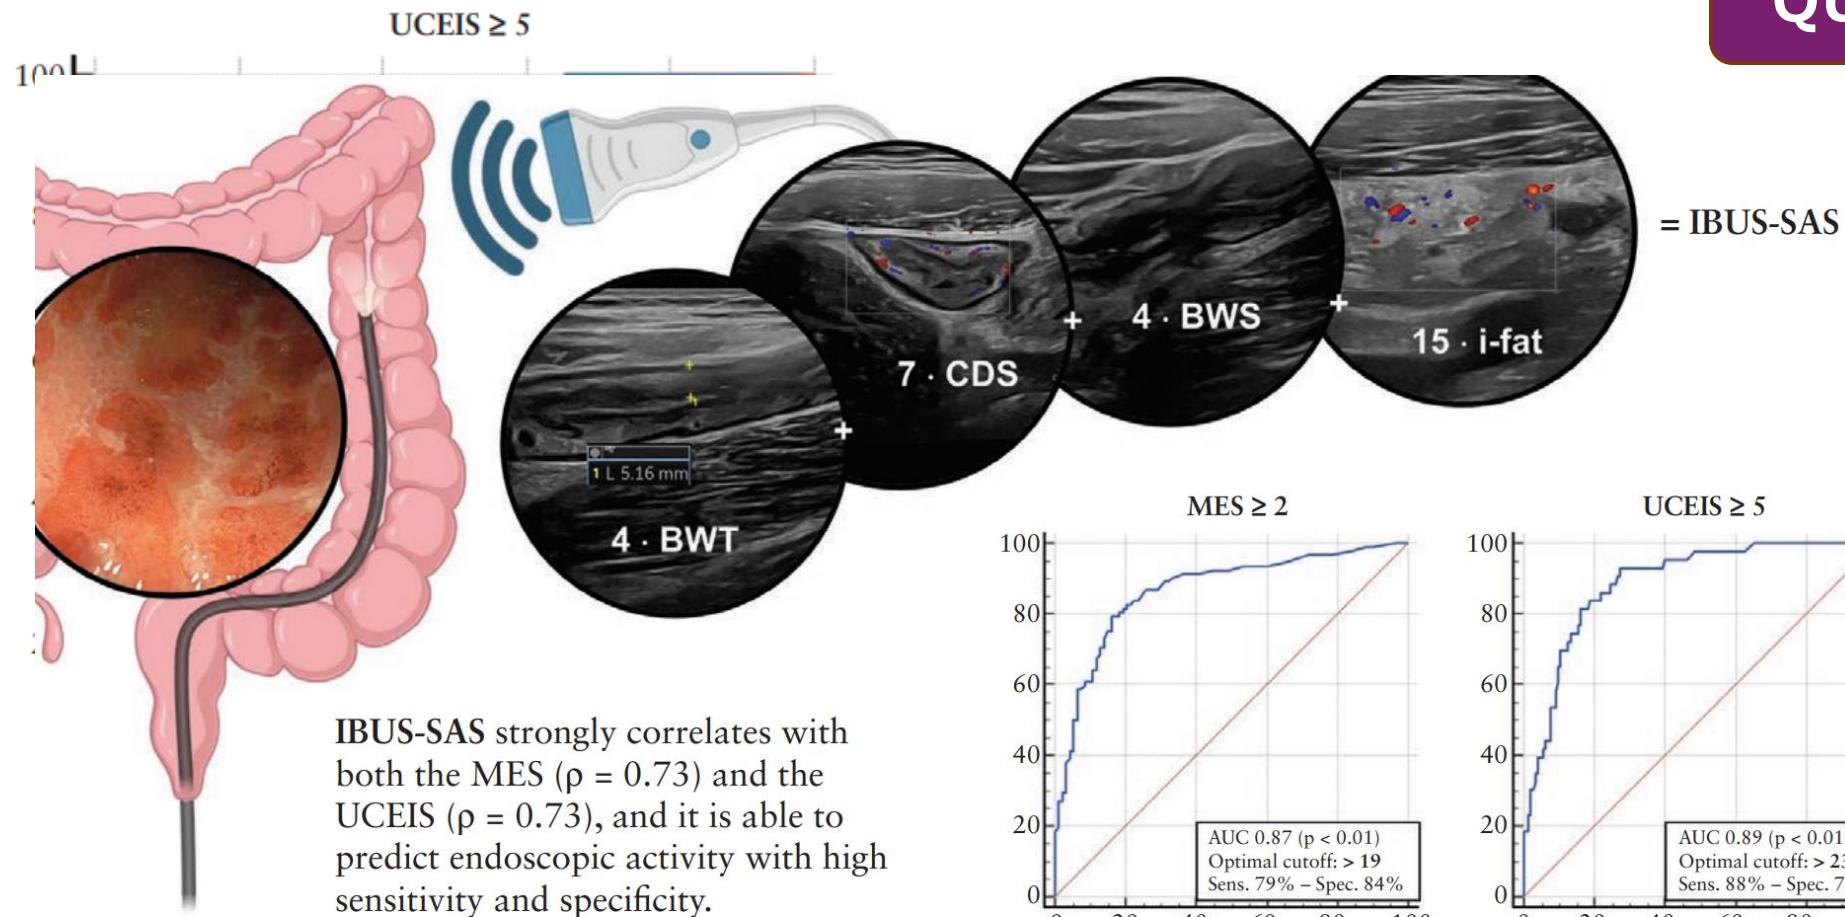 UCEIS ≥ 5
100
= IBUS-SAS
1 L 5.16 mm
4 · BWT
+
7 · CDS
+
4 · BWS
+
15 · i-fat
IBUS-SAS strongly correlates with
both the MES (ρ = 0.73) and the
UCEIS (ρ = 0.73), and it is able to
predict endoscopic activity with high
sensitivity and specificity.
MES ≥ 2
100
80
60
40
20
0
AUC 0.87 (p < 0.01)
Optimal cutoff: > 19
Sens. 79% – Spec. 84%
UCEIS ≥ 5
100
80
60
40
20
0
AUC 0.89 (p < 0.01
Optimal cutoff: >
Sens. 88% – Spec.